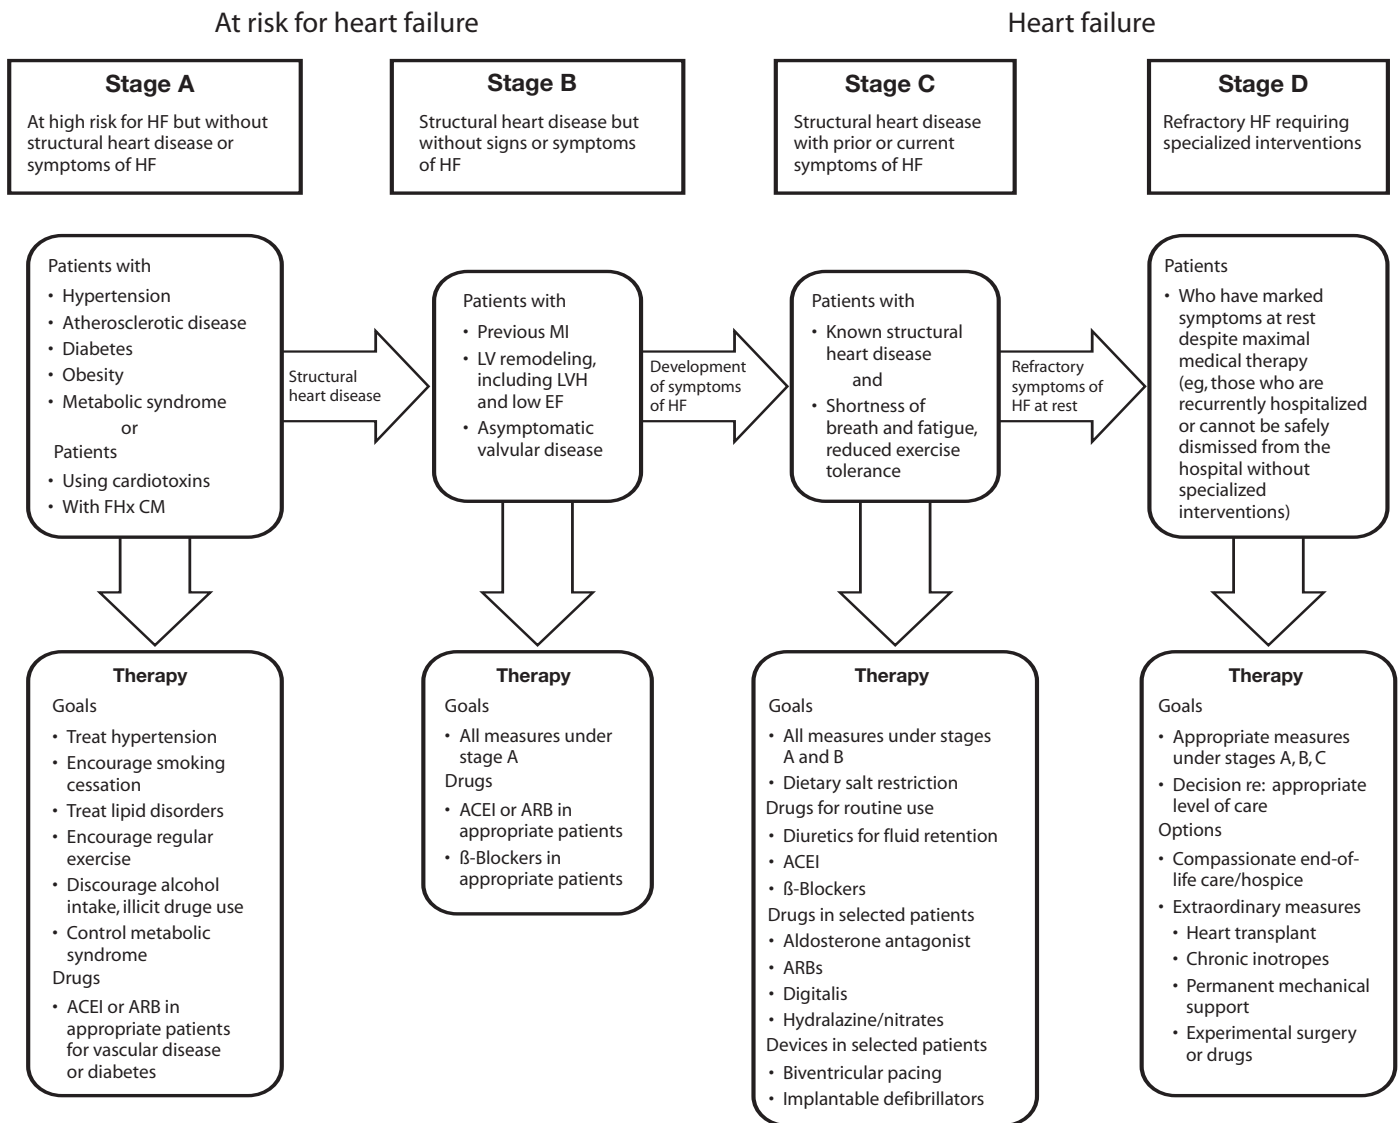 At risk for heart failure
Heart failure
Stage A
At high risk for HF but without
structural heart disease or
symptoms of HF
Stage B
Structural heart disease but
without signs or symptoms
of HF
Stage C
Structural heart disease
with prior or current
symptoms of HF
Stage D
Refractory HF requiring
specialized interventions
Patients with
• Hypertension
• Atherosclerotic disease
• Diabetes
• Obesity
• Metabolic syndrome
or
Patients
• Using cardiotoxins
• With FHx CM
Structural
heart disease
Patients with
• Previous MI
• LV remodeling,
including LVH
and low EF
• Asymptomatic
valvular disease
Development
of symptoms
of HF
Patients with
• Known structural
heart disease
and
• Shortness of
breath and fatigue,
reduced exercise
tolerance
Refractory
symptoms of
HF at rest
Patients
• Who have marked
symptoms at rest
despite maximal
medical therapy
(eg, those who are
recurrently hospitalized
or cannot be safely
dismissed from the
hospital without
specialized
interventions)
Therapy
Goals
• Treat hypertension
• Encourage smoking
cessation
• Treat lipid disorders
• Encourage regular
exercise
• Discourage alcohol
intake, illicit druge use
• Control metabolic
syndrome
Drugs
• ACEI or ARB in
appropriate patients
for vascular disease
or diabetes
Therapy
Goals
• All measures under
stage A
Drugs
• ACEI or ARB in
appropriate patients
• ß-Blockers in
appropriate patients
Therapy
Goals
• All measures under stages
A and B
• Dietary salt restriction
Drugs for routine use
• Diuretics for fluid retention
• ACEI
• ß-Blockers
Drugs in selected patients
• Aldosterone antagonist
• ARBs
• Digitalis
• Hydralazine/nitrates
Devices in selected patients
• Biventricular pacing
• Implantable defibrillators
Therapy
Goals
• Appropriate measures
under stages A, B, C
• Decision re: appropriate
level of care
Options
• Compassionate end-of-
life care/hospice
• Extraordinary measures
• Heart transplant
• Chronic inotropes
• Permanent mechanical
support
• Experimental surgery
or drugs